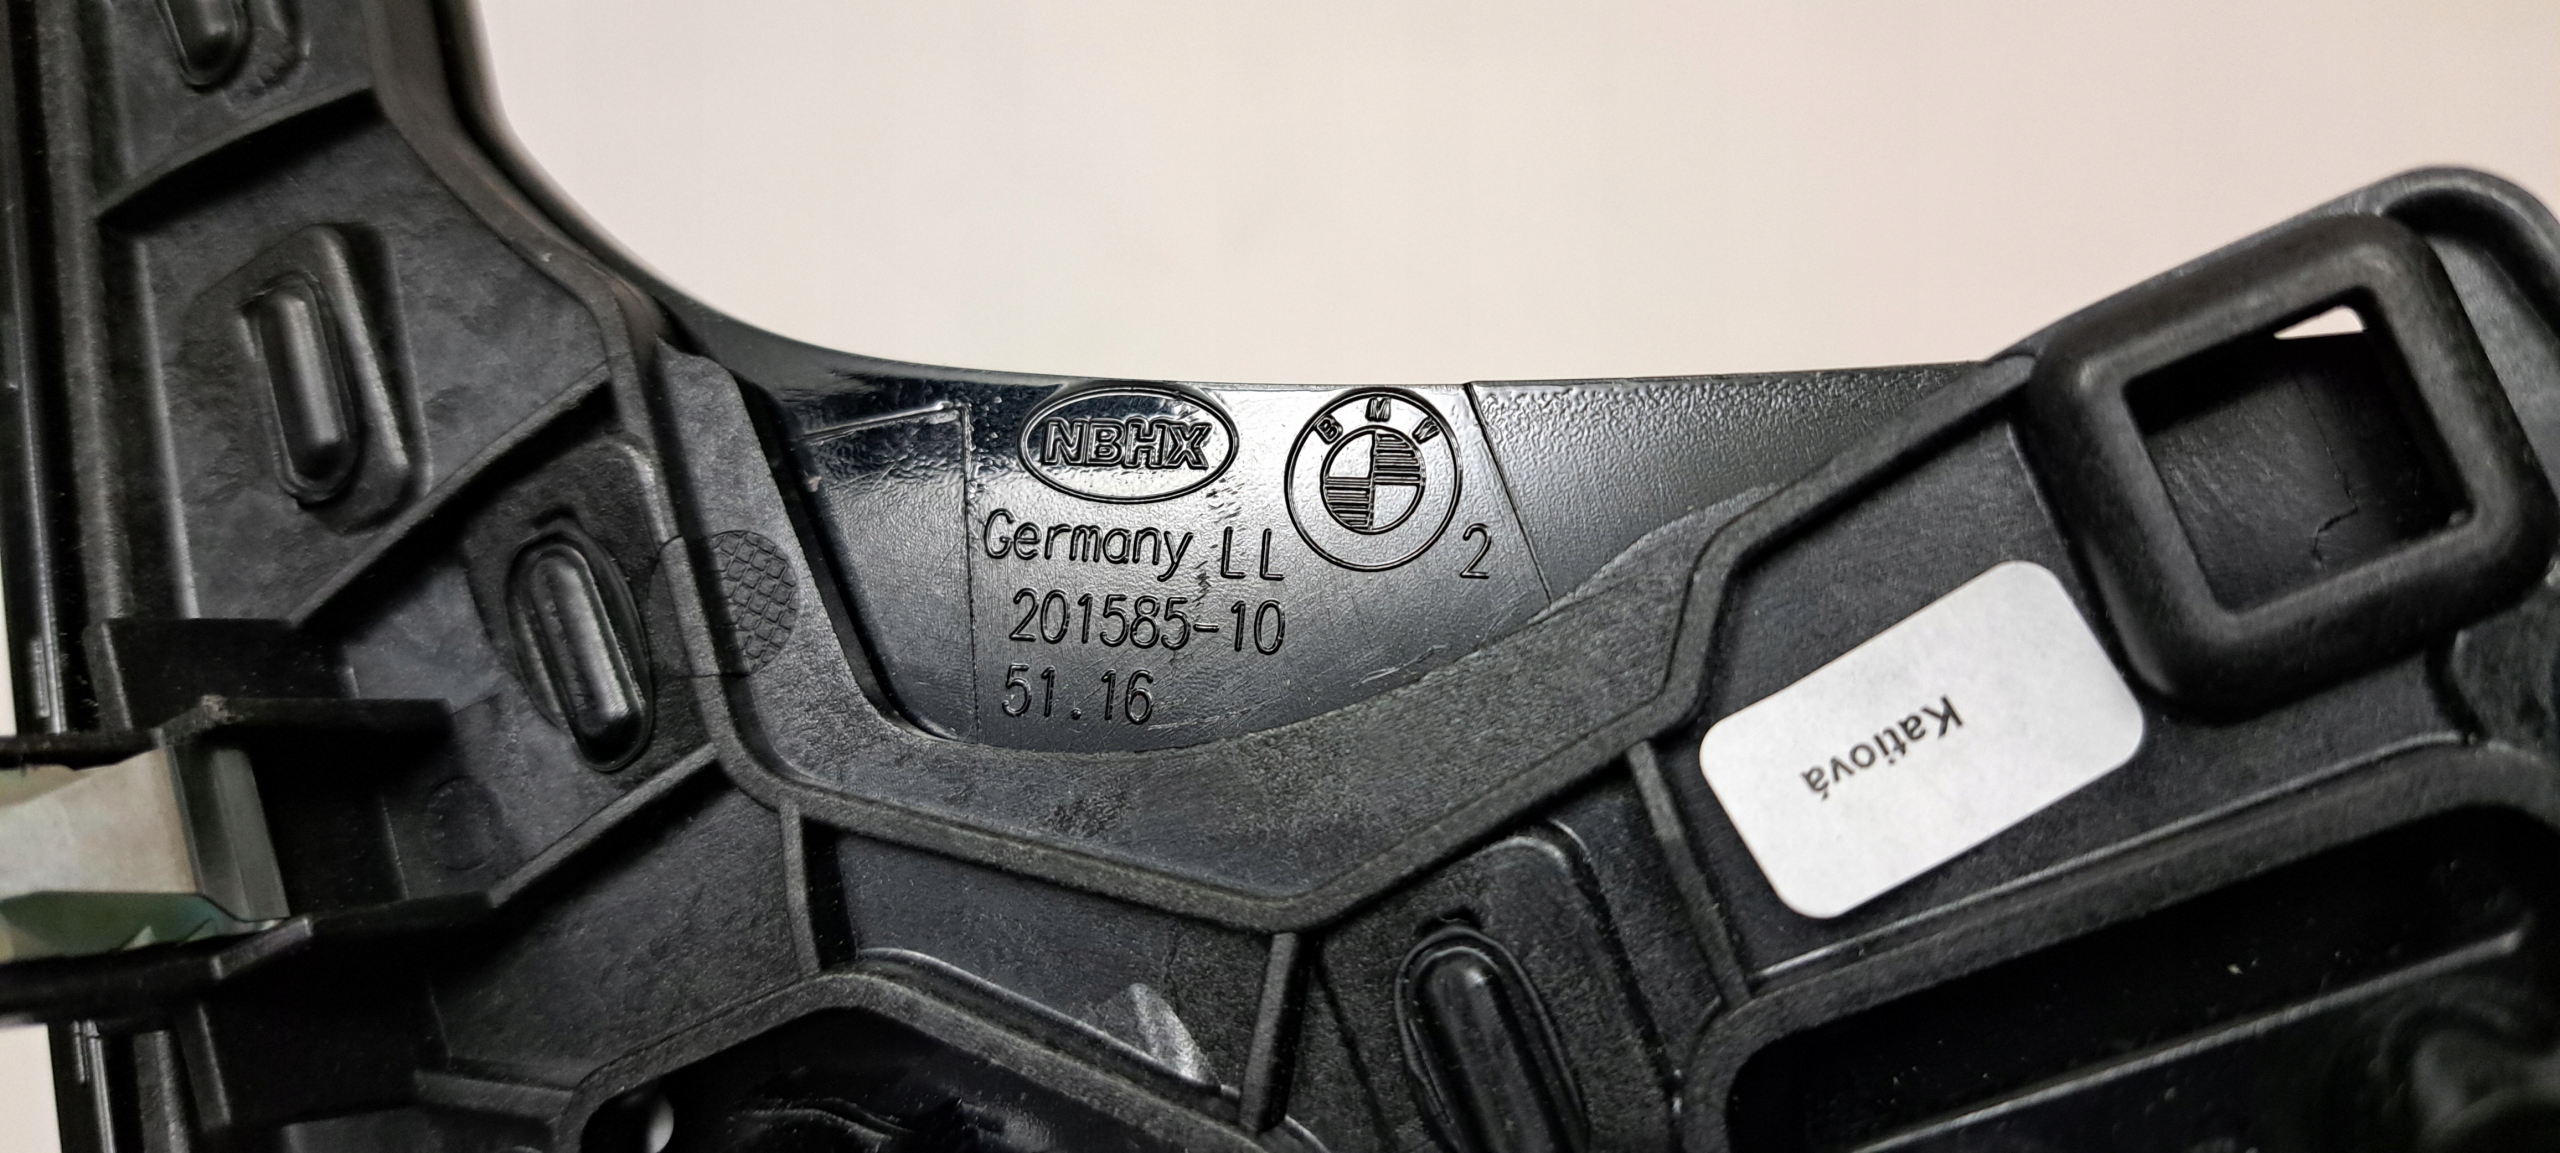 NBHX
BMW
Germany LL
2
201585-10
51.16
Katiová